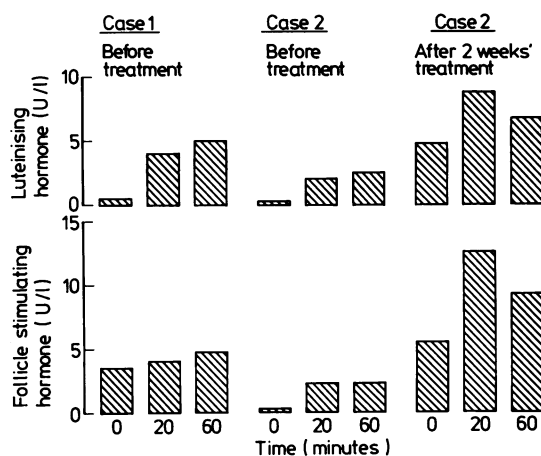 Case 1 Case 2 Case 2
Before treatment Before treatment After 2 weeks' treatment
Luteinising hormone (U/l)
10
5
0
Follicle stimulating hormone (U/l)
15
10
5
0
0 20 60 0 20 60 0 20 60
Time (minutes)